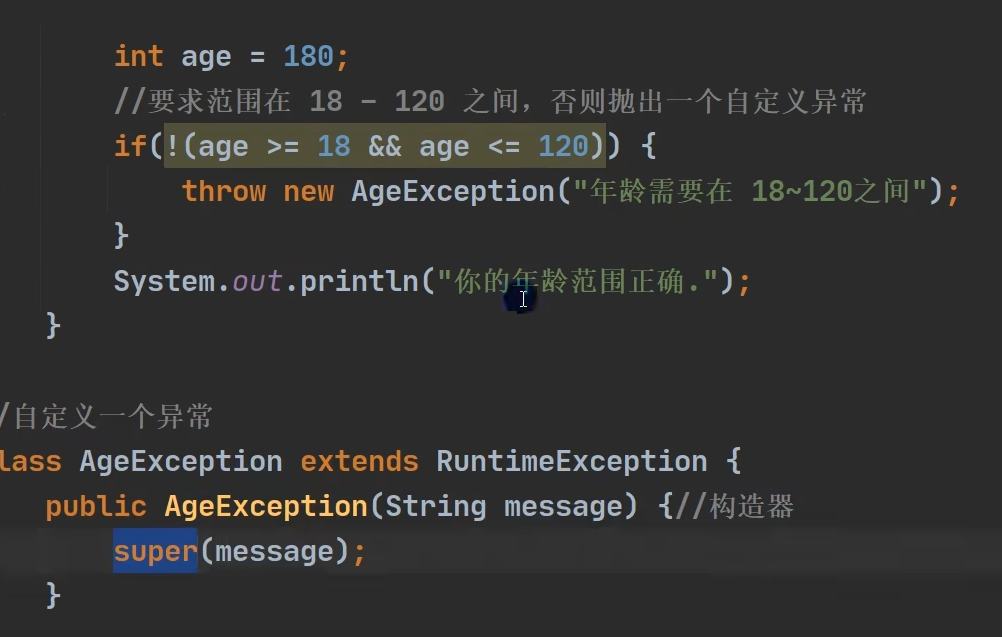 int age = 180;
//要求范围在 18 - 120 之间，否则抛出一个自定义异常
if(!(age >= 18 && age <= 120)) {
throw new AgeException("年龄需要在 18~120之间");
}
System.out.println("你的年龄范围正确.");
}
/自定义一个异常
lass AgeException extends RuntimeException {
public AgeException(String message) {//构造器
super(message);
}